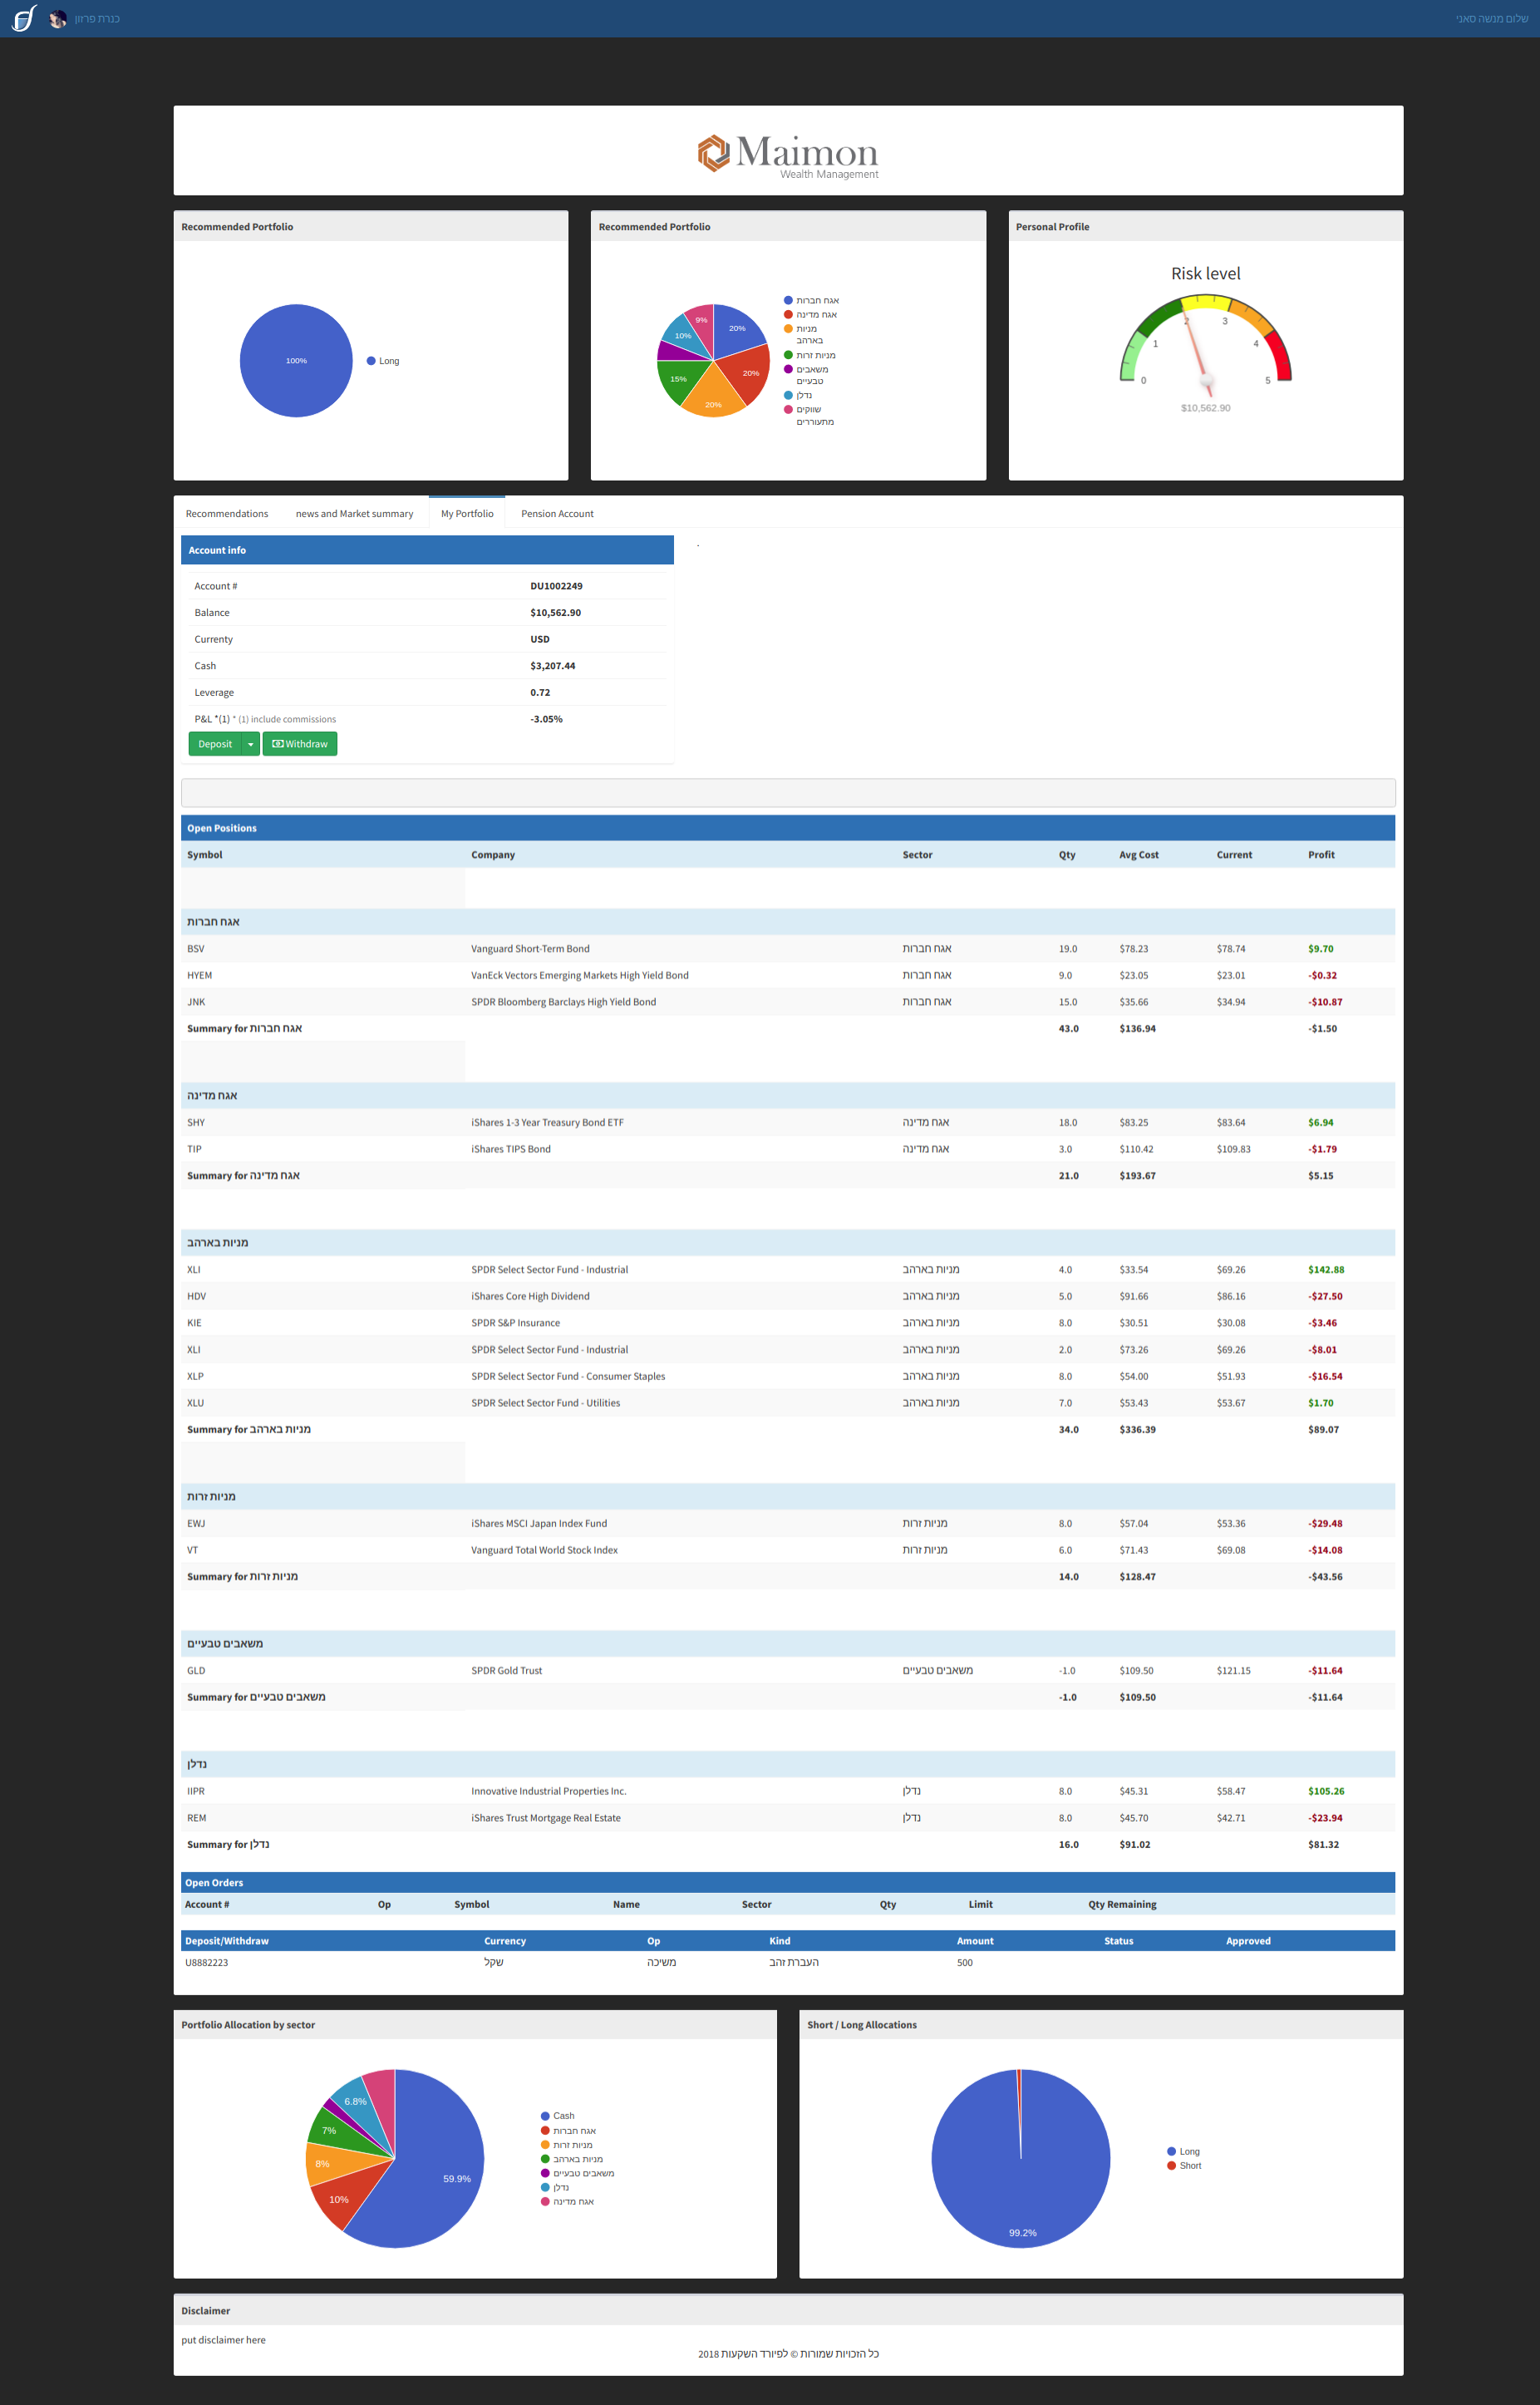 כנרת פרזון
שלום מנשה סאני
Maimon
Wealth Management
Recommended Portfolio
100%
Long
Recommended Portfolio
9%
20%
10%
20%
15%
20%
אגח חברות
אגח מדינה
מניות
בארהב
מניות זרות
משאבים
טבעיים
נדלן
שווקים
מתעוררים
Personal Profile
Risk level
0
1
2
3
4
5
$10,562.90
Recommendations news and Market summary My Portfolio Pension Account
Account info
.
Account # DU1002249
Balance $10,562.90
Currenty USD
Cash $3,207.44
Leverage 0.72
P&L *(1) * (1) include commissions -3.05%
Deposit Withdraw
Open Positions
Symbol Company Sector Qty Avg Cost Current Profit
אגח חברות
BSV Vanguard Short-Term Bond אגח חברות 19.0 $78.23 $78.74 $9.70
HYEM VanEck Vectors Emerging Markets High Yield Bond אגח חברות 9.0 $23.05 $23.01 -$0.32
JNK SPDR Bloomberg Barclays High Yield Bond אגח חברות 15.0 $35.66 $34.94 -$10.87
Summary for אגח חברות 43.0 $136.94 -$1.50
אגח מדינה
SHY iShares 1-3 Year Treasury Bond ETF אגח מדינה 18.0 $83.25 $83.64 $6.94
TIP iShares TIPS Bond אגח מדינה 3.0 $110.42 $109.83 -$1.79
Summary for אגח מדינה 21.0 $193.67 $5.15
מניות בארהב
XLI SPDR Select Sector Fund - Industrial מניות בארהב 4.0 $33.54 $69.26 $142.88
HDV iShares Core High Dividend מניות בארהב 5.0 $91.66 $86.16 -$27.50
KIE SPDR S&P Insurance מניות בארהב 8.0 $30.51 $30.08 -$3.46
XLI SPDR Select Sector Fund - Industrial מניות בארהב 2.0 $73.26 $69.26 -$8.01
XLP SPDR Select Sector Fund - Consumer Staples מניות בארהב 8.0 $54.00 $51.93 -$16.54
XLU SPDR Select Sector Fund - Utilities מניות בארהב 7.0 $53.43 $53.67 $1.70
Summary for מניות בארהב 34.0 $336.39 $89.07
מניות זרות
EWJ iShares MSCI Japan Index Fund מניות זרות 8.0 $57.04 $53.36 -$29.48
VT Vanguard Total World Stock Index מניות זרות 6.0 $71.43 $69.08 -$14.08
Summary for מניות זרות 14.0 $128.47 -$43.56
משאבים טבעיים
GLD SPDR Gold Trust משאבים טבעיים -1.0 $109.50 $121.15 -$11.64
Summary for משאבים טבעיים -1.0 $109.50 -$11.64
נדלן
IIPR Innovative Industrial Properties Inc. נדלן 8.0 $45.31 $58.47 $105.26
REM iShares Trust Mortgage Real Estate נדלן 8.0 $45.70 $42.71 -$23.94
Summary for נדלן 16.0 $91.02 $81.32
Open Orders
Account # Op Symbol Name Sector Qty Limit Qty Remaining
Deposit/Withdraw Currency Op Kind Amount Status Approved
U8882223 שקל משיכה העברת זהב 500
Portfolio Allocation by sector
6.8%
7%
8%
10%
59.9%
Cash
אגח חברות
מניות זרות
מניות בארהב
משאבים טבעיים
נדלן
אגח מדינה
Short / Long Allocations
99.2%
Long
Short
Disclaimer
put disclaimer here
כל הזכויות שמורות © לפיורד השקעות 2018